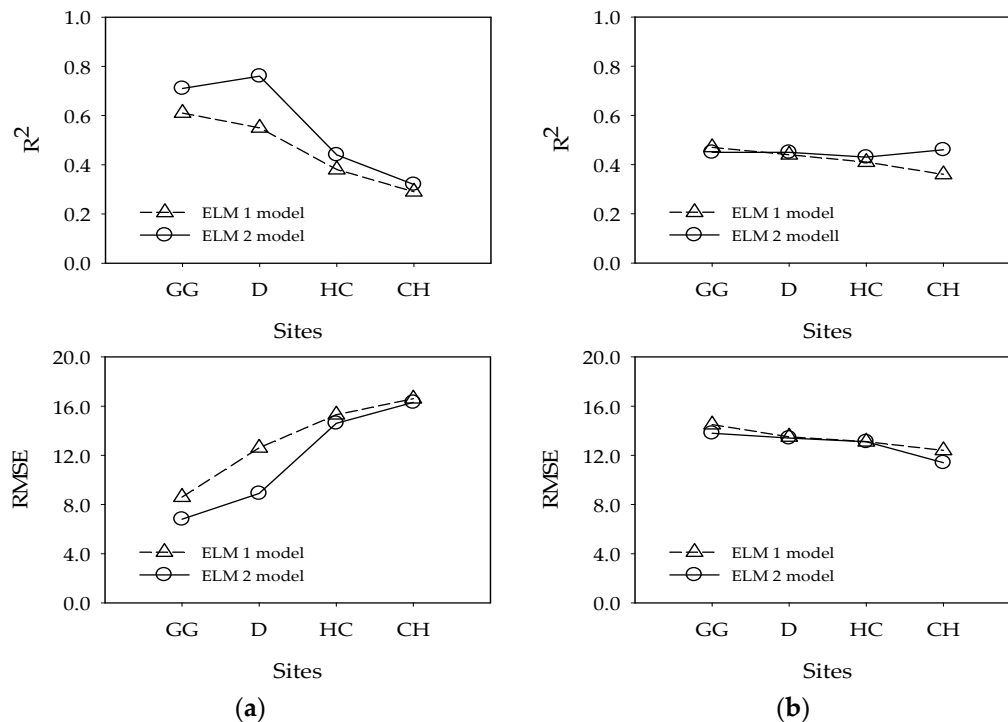 1.0
0.8
0.6
0.4
0.2
0.0
R2
ELM 1 model
ELM 2 model
GG D HC CH
Sites
1.0
0.8
0.6
0.4
0.2
0.0
R2
ELM 1 model
ELM 2 modell
GG D HC CH
Sites
20.0
16.0
12.0
8.0
4.0
0.0
RMSE
ELM 1 model
ELM 2 model
GG D HC CH
Sites
(a)
20.0
16.0
12.0
8.0
4.0
0.0
RMSE
ELM 1 model
ELM 2 model
GG D HC CH
Sites
(b)